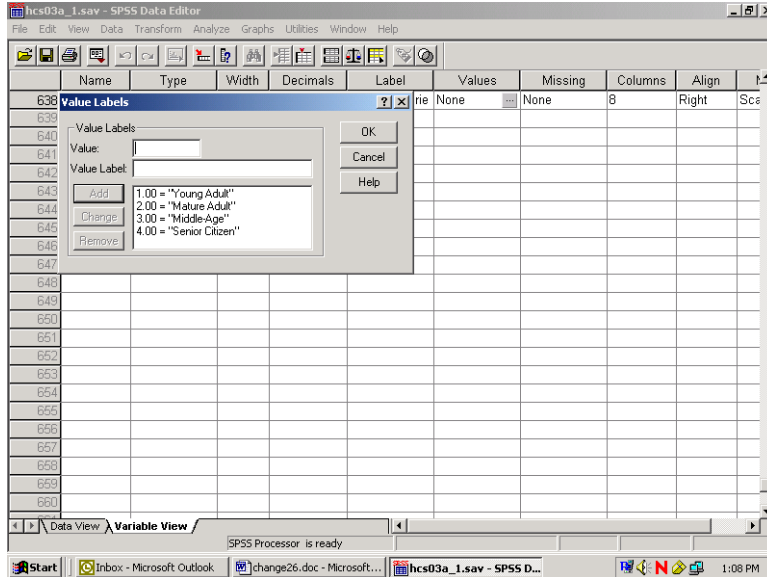 hcs03a_1.sav - SPSS Data Editor
File Edit View Data Transform Analyze Graphs Utilities Window Help
Name Type Width Decimals Label Values Missing Columns Align
638 Value Labels rie None ... None 8 Right Sca
639
640 Value Labels OK
641 Value: Cancel
642 Value Label: Help
643 Add 1.00 = "Young Adult"
644 2.00 = "Mature Adult"
645 Change 3.00 = "Middle-Age"
646 Remove 4.00 = "Senior Citizen"
647
648
649
650
651
652
653
654
655
656
657
658
659
660
Data View Variable View
SPSS Processor is ready
Start Inbox - Microsoft Outlook change26.doc - Microsoft... hcs03a_1.sav - SPSS D... N 1:08 PM